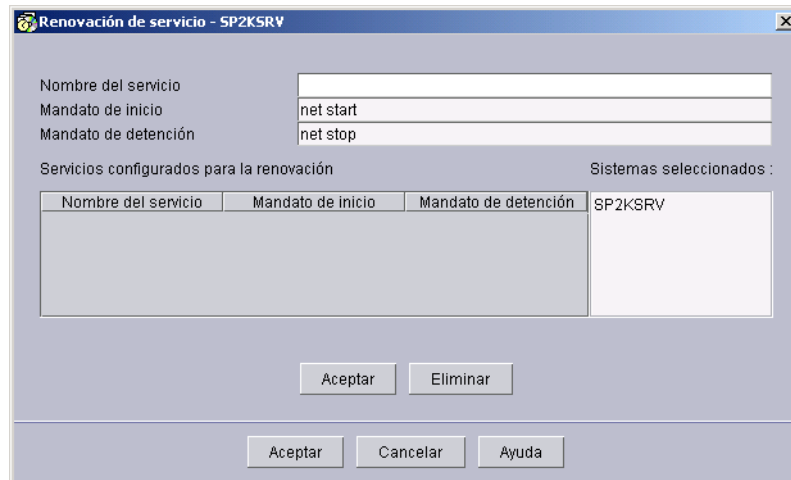 Renovación de servicio - SP2KSRV
Nombre del servicio
Mandato de inicio net start
Mandato de detención net stop
Servicios configurados para la renovación Sistemas seleccionados :
Nombre del servicio Mandato de inicio Mandato de detención SP2KSRV
Aceptar Eliminar
Aceptar Cancelar Ayuda